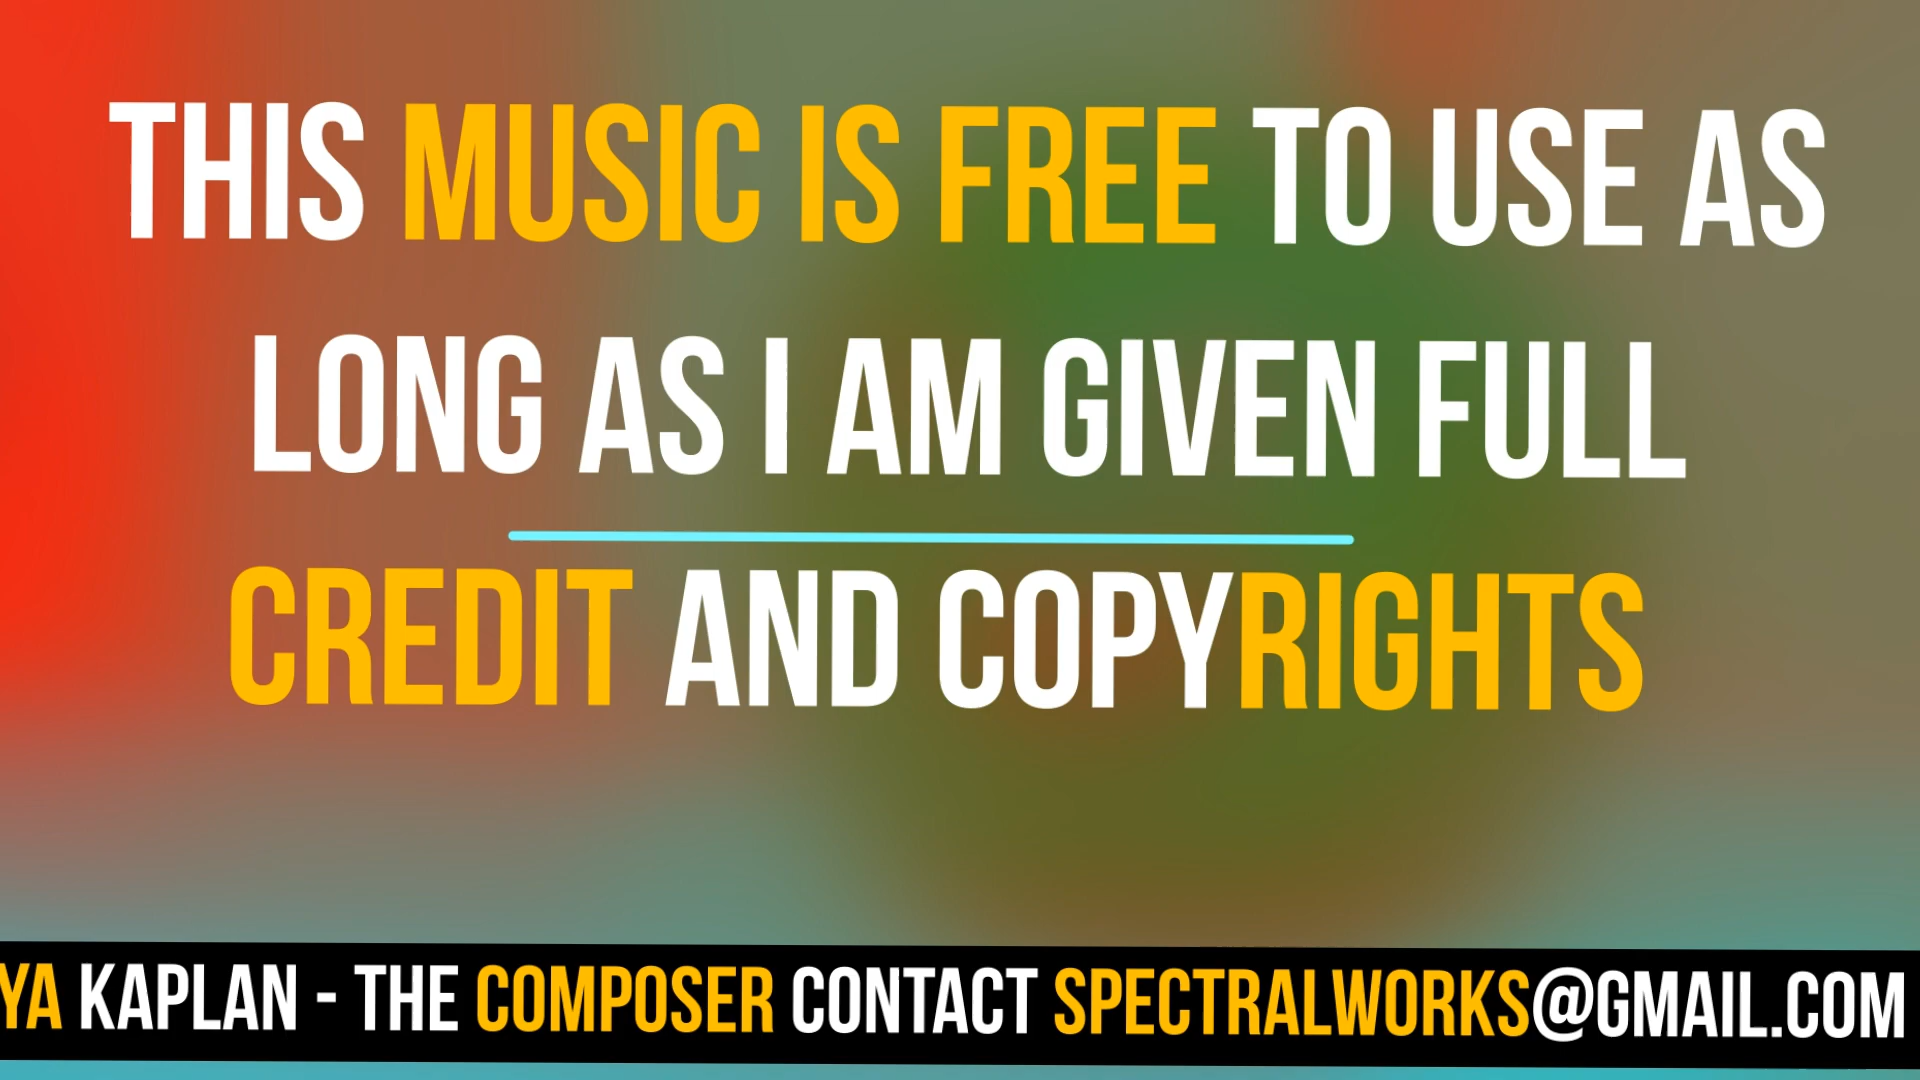 THIS MUSIC IS FREE TO USE AS
LONG AS I AM GIVEN FULL
CREDIT AND COPYRIGHTS
YA KAPLAN - THE COMPOSER CONTACT SPECTRALWORKS@GMAIL.COM